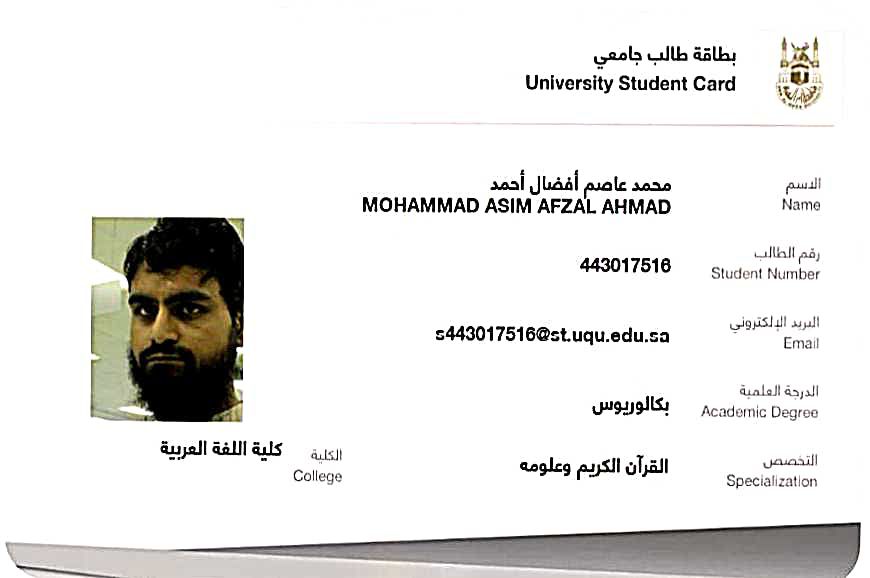 بطاقة طالب جامعي
University Student Card
الاسم
محمد عاصم أفضال أحمد
Name
MOHAMMAD ASIM AFZAL AHMAD
رقم الطالب
Student Number
443017516
البريد الإلكتروني
Email
s443017516@st.uqu.edu.sa
الدرجة العلمية
Academic Degree
بكالوريوس
التخصص
Specialization
القرآن الكريم وعلومه
الكلية
College
كلية اللغة العربية